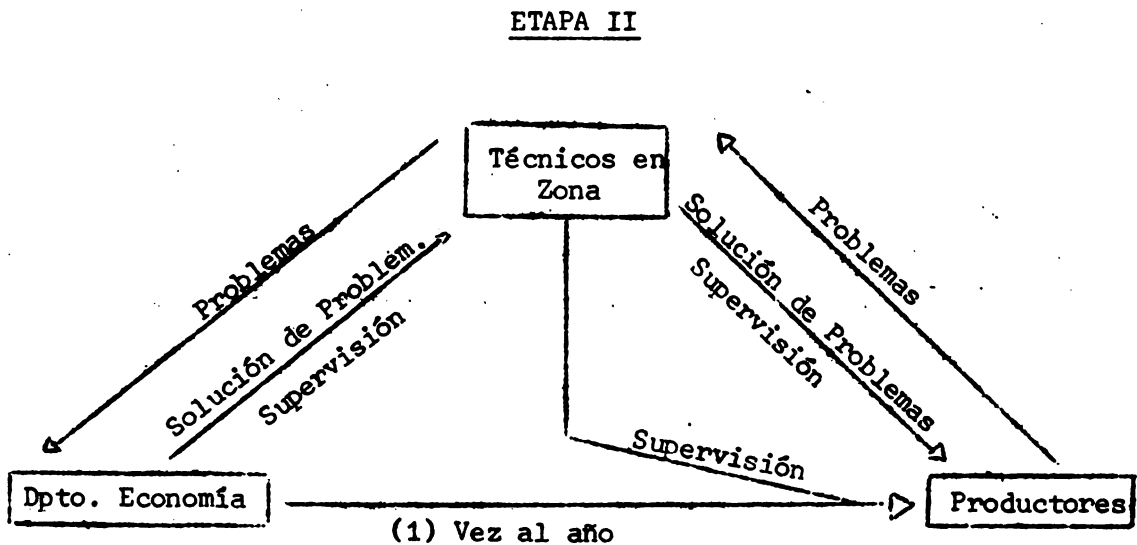 ETAPA II
Técnicos en
Zona
Problemas
Solución de Problém.
Supervisión
Solución de Problemas
Supervisión
Problemas
Supervisión
Dpto. Economía
Productores
(1) Vez al año